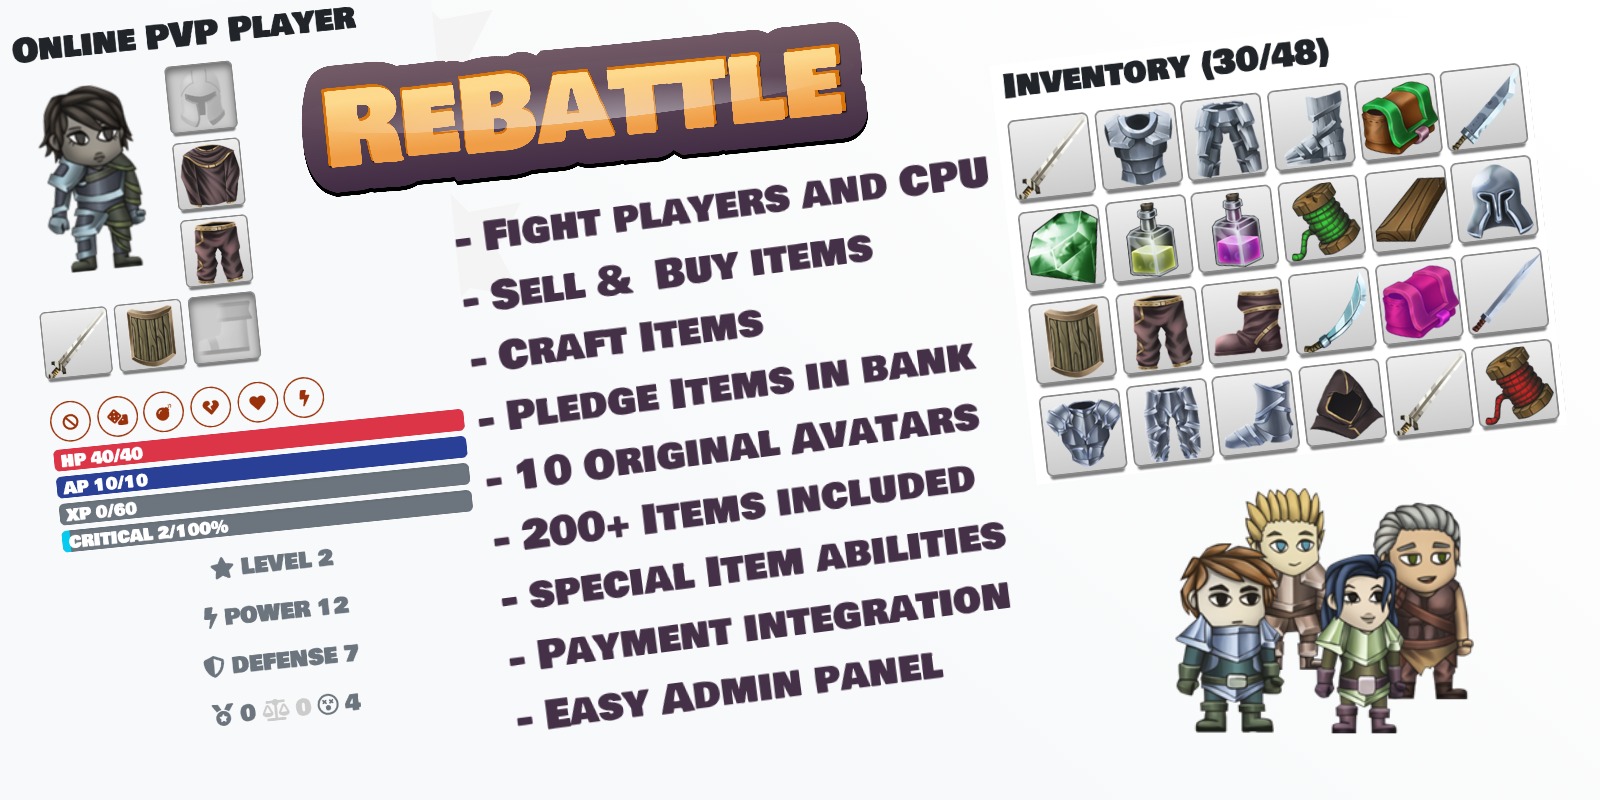 Online PVP Player
ReBattle
- Fight players and CPU
- Sell & Buy items
- Craft Items
- Pledge Items in bank
- 10 Original Avatars
- 200+ Items included
- Special Item abilities
- Payment integration
- Easy Admin panel
HP 40/40
AP 10/10
XP 0/60
Critical 2/100%
Level 2
Power 12
Defense 7
0 0 4
Inventory (30/48)